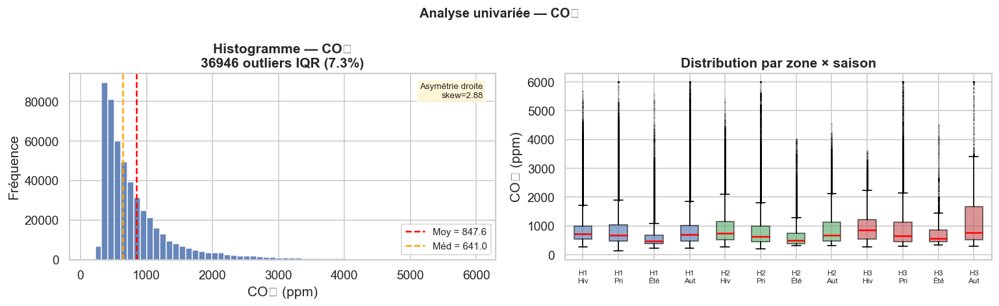 Analyse univariée — CO□
Histogramme — CO□
36946 outliers IQR (7.3%)
Asymétrie droite
skew=2.88
Fréquence
80000
60000
40000
20000
0
Moy = 847.6
Méd = 641.0
0 1000 2000 3000 4000 5000 6000
CO□ (ppm)
Distribution par zone × saison
CO□ (ppm)
6000
5000
4000
3000
2000
1000
0
H1 H1 H1 H1 H2 H2 H2 H2 H3 H3 H3 H3
Hiv Pri Été Aut Hiv Pri Été Aut Hiv Pri Été Aut